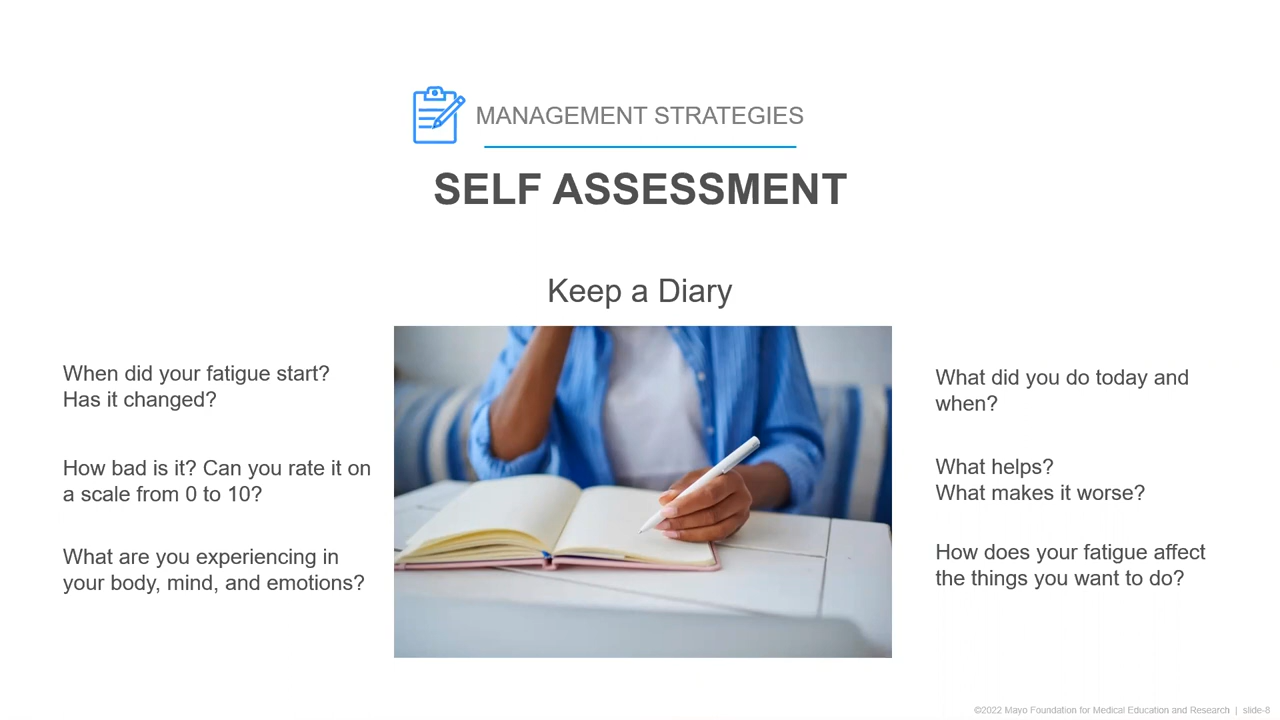 MANAGEMENT STRATEGIES
SELF ASSESSMENT
Keep a Diary
When did your fatigue start?
Has it changed?
How bad is it? Can you rate it on
a scale from 0 to 10?
What are you experiencing in
your body, mind, and emotions?
What did you do today and
when?
What helps?
What makes it worse?
How does your fatigue affect
the things you want to do?
©2022 Mayo Foundation for Medical Education and Research | slide-8